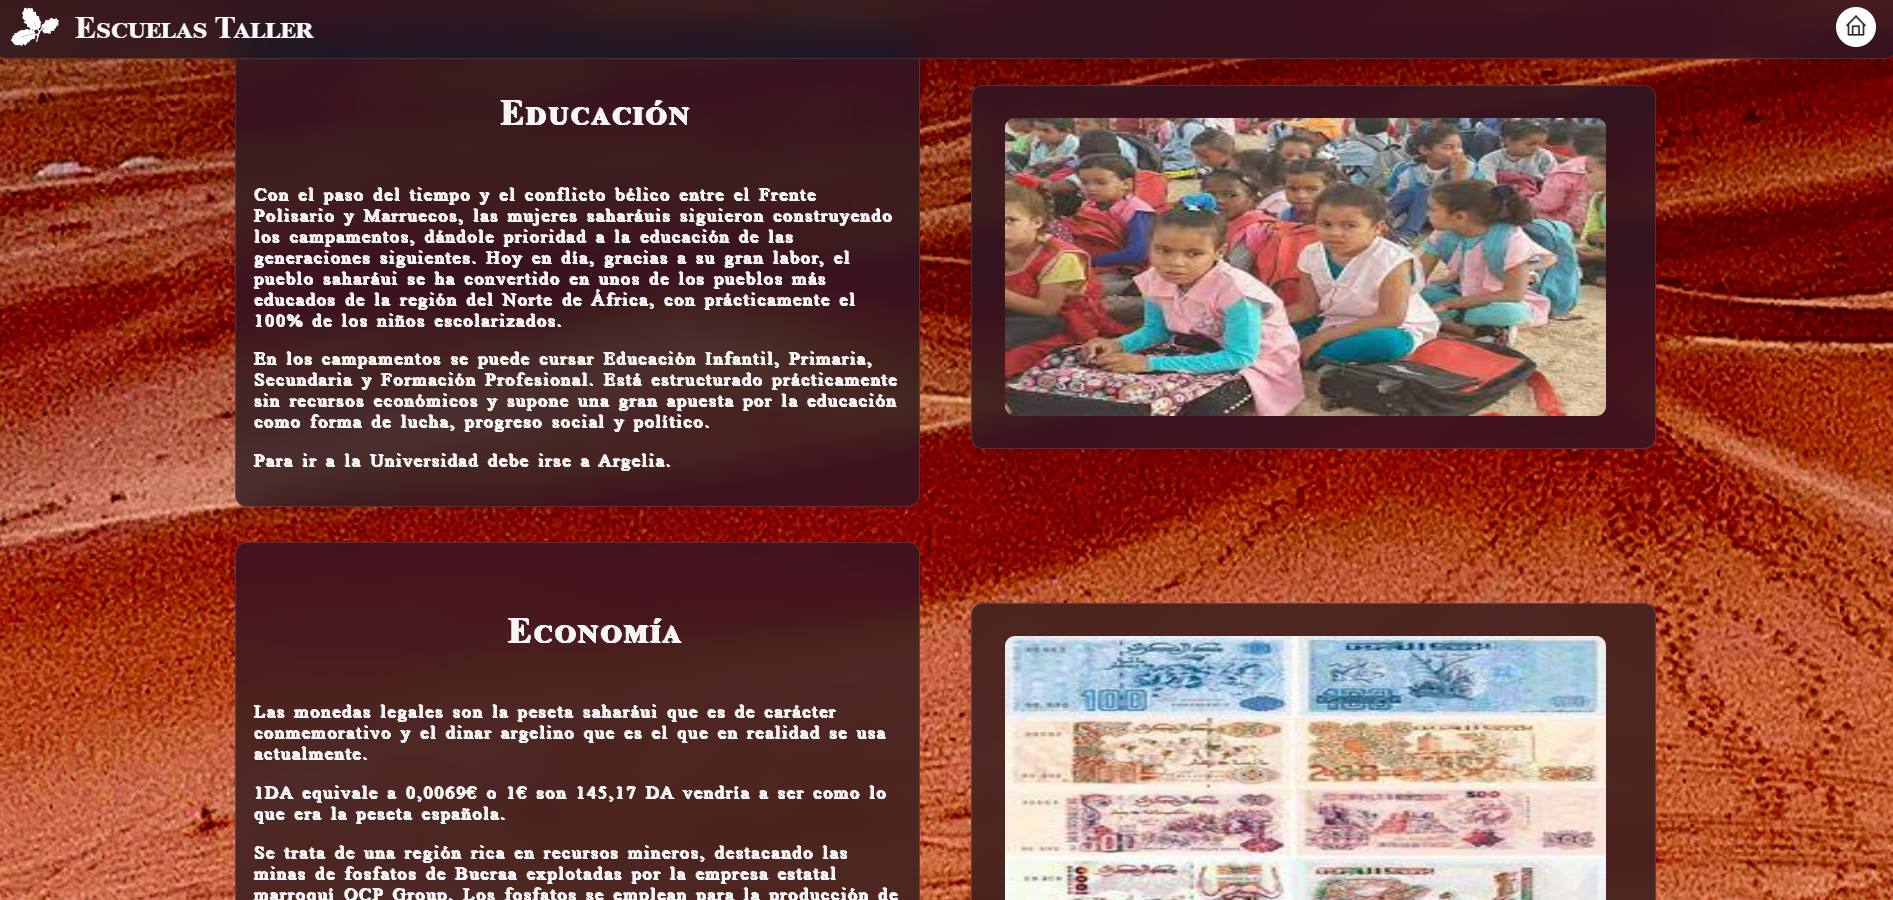 Escuelas Taller
Educación
Con el paso del tiempo y el conflicto bélico entre el Frente
Polisario y Marruecos, las mujeres saharáuis siguieron construyendo
los campamentos, dándole prioridad a la educación de las
generaciones siguientes. Hoy en día, gracias a su gran labor, el
pueblo saharáui se ha convertido en unos de los pueblos más
educados de la región del Norte de África, con prácticamente el
100% de los niños escolarizados.
En los campamentos se puede cursar Educación Infantil, Primaria,
Secundaria y Formación Profesional. Está estructurado prácticamente
sin recursos económicos y supone una gran apuesta por la educación
como forma de lucha, progreso social y político.
Para ir a la Universidad debe irse a Argelia.
Economía
Las monedas legales son la peseta saharáui que es de carácter
conmemorativo y el dinar argelino que es el que en realidad se usa
actualmente.
1DA equivale a 0,0069€ o 1€ son 145,17 DA vendría a ser como lo
que era la peseta española.
Se trata de una región rica en recursos mineros, destacando las
minas de fosfatos de Bucraa explotadas por la empresa estatal
marroquí OCP Group. Los fosfatos se emplean para la producción de
100
500